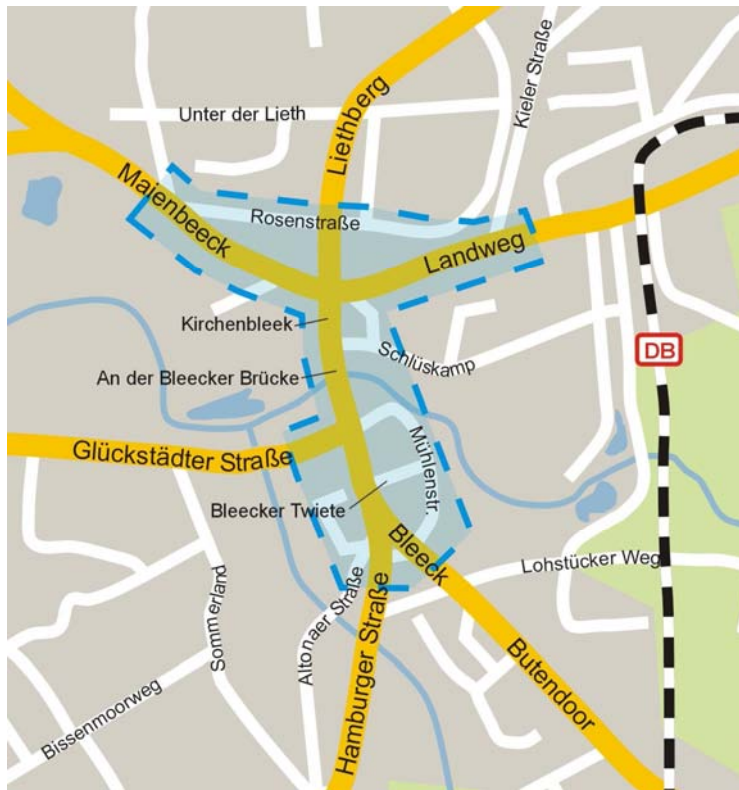 Unter der Lieth
Liethberg
Kieler Straße
Maienbeeck
Rosenstraße
Landweg
Kirchenbleek
DB
Schlüskamp
An der Bleecker Brücke
Glückstädter Straße
Mühlenstr.
Bleecker Twiete
Bleeck
Lohstücker Weg
Sommerland
Altonaer Straße
Hamburger Straße
Butendoor
Bissenmoorweg